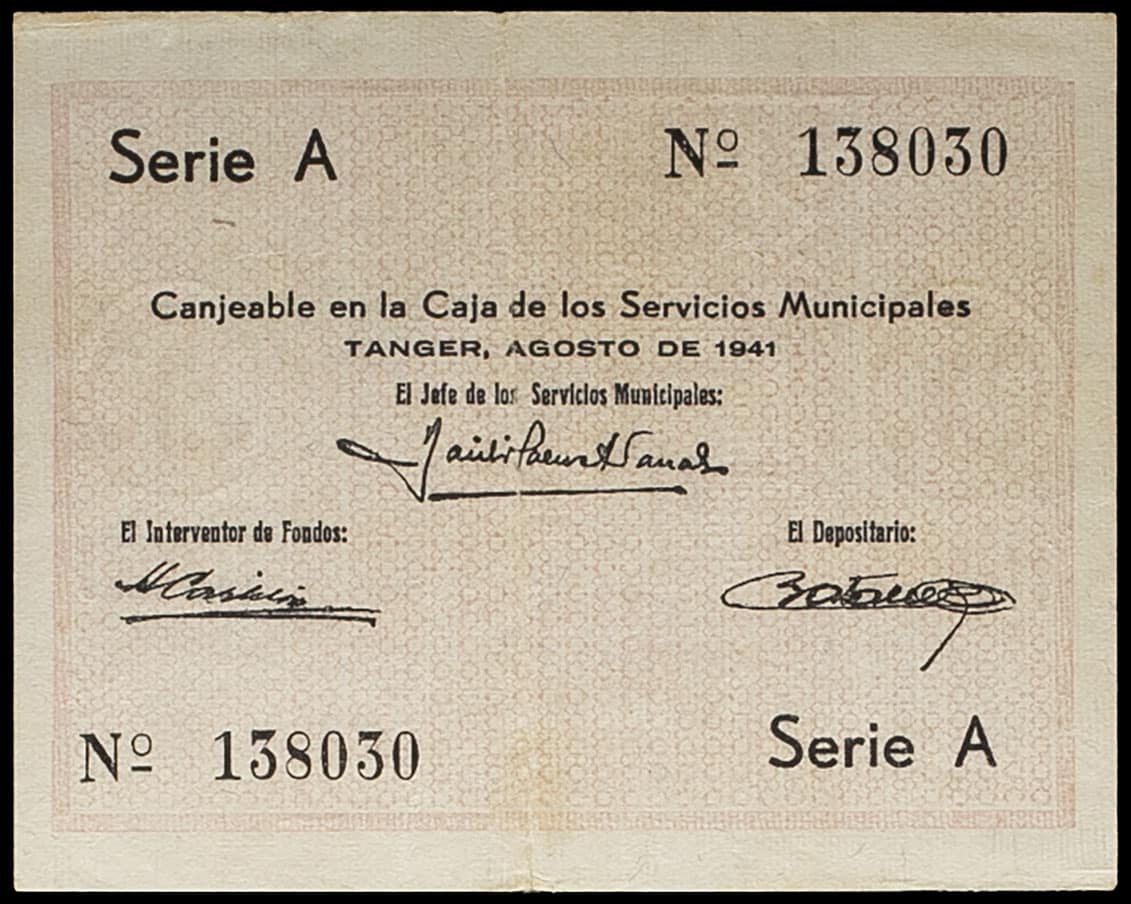 Serie A Nº 138030
Canjeable en la Caja de los Servicios Municipales
TANGER, AGOSTO DE 1941
El Jefe de los Servicios Municipales:
El Interventor de Fondos: El Depositario:
Nº 138030 Serie A